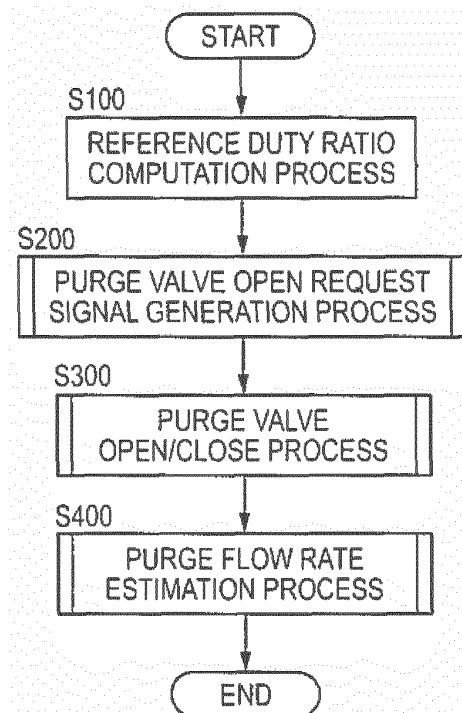 START
S100
REFERENCE DUTY RATIO
COMPUTATION PROCESS
S200
PURGE VALVE OPEN REQUEST
SIGNAL GENERATION PROCESS
S300
PURGE VALVE
OPEN/CLOSE PROCESS
S400
PURGE FLOW RATE
ESTIMATION PROCESS
END